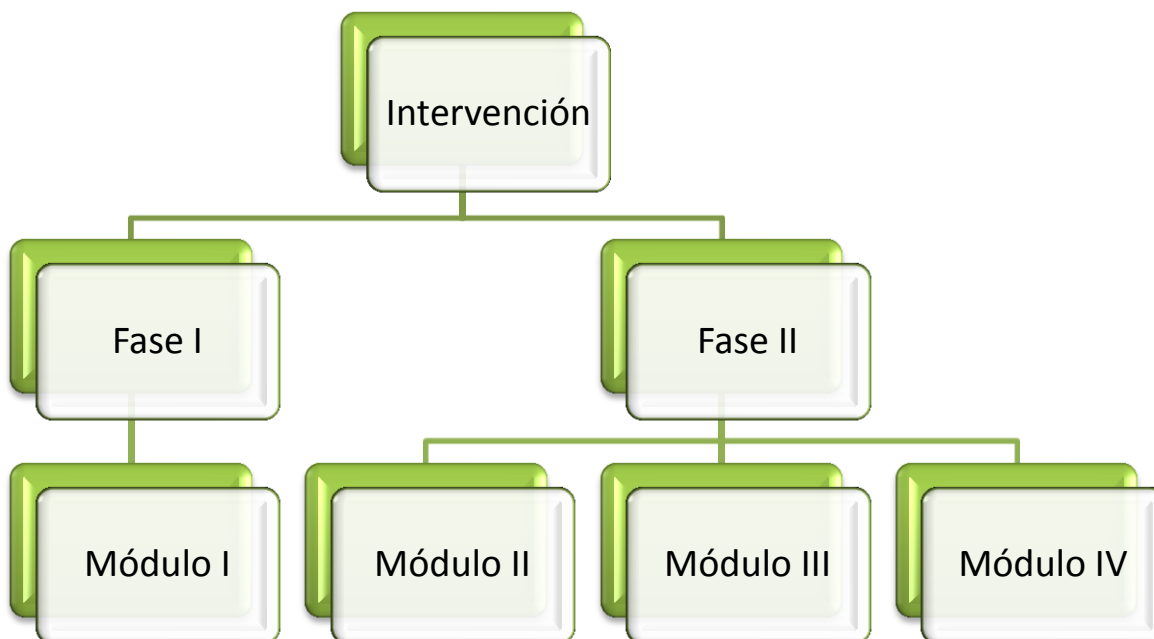 Intervención
Fase I
Fase II
Módulo I
Módulo II
Módulo III
Módulo IV